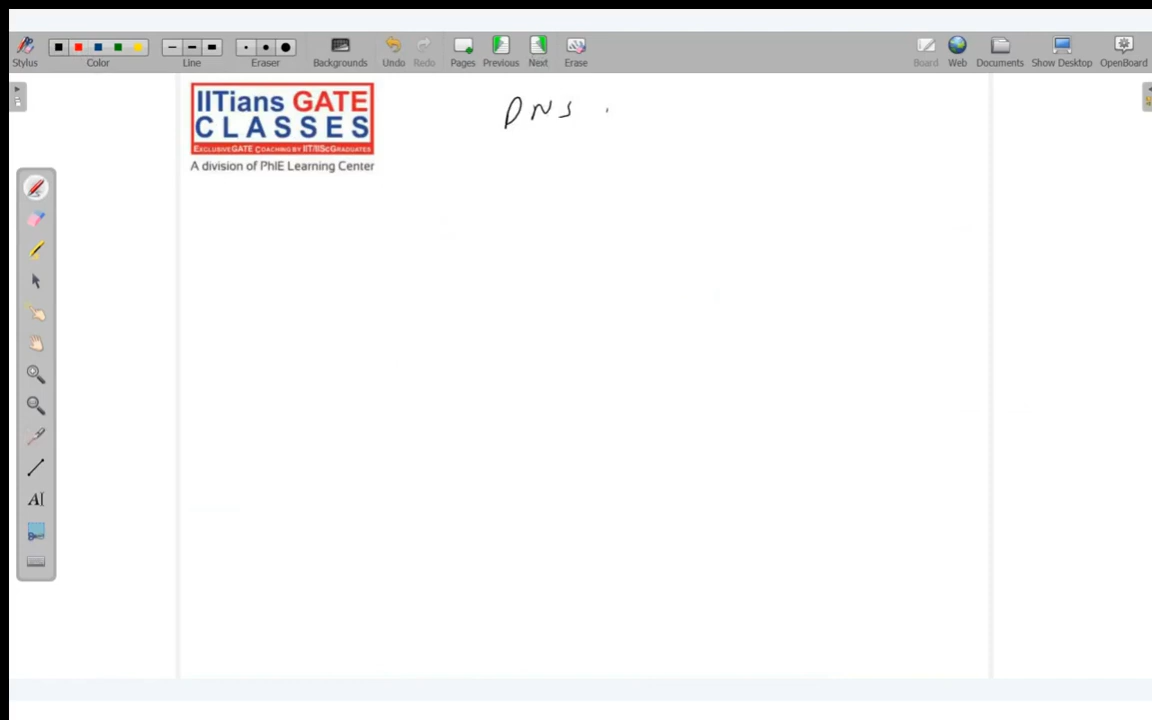 Stylus Color Line Eraser Backgrounds Undo Redo Pages Previous Next Erase Board Web Documents Show Desktop OpenBoard
IITians GATE
CLASSES
EXCLUSIVE GATE COACHING BY IIT/IISc GRADUATES
A division of PhIE Learning Center
DNS
AI